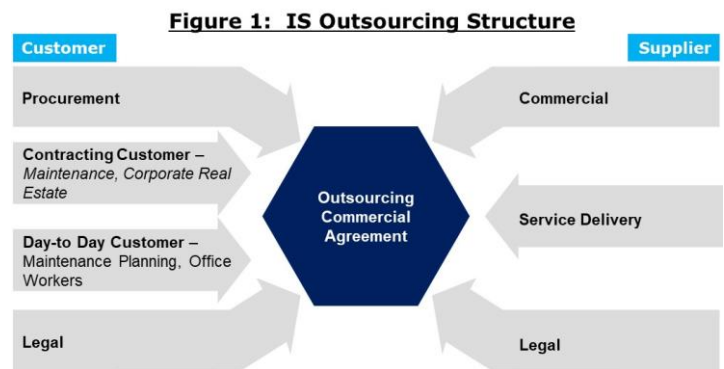 Figure 1: IS Outsourcing Structure
Customer
Supplier
Procurement
Contracting Customer –
Maintenance, Corporate Real
Estate
Day-to Day Customer –
Maintenance Planning, Office
Workers
Legal
Outsourcing
Commercial
Agreement
Commercial
Service Delivery
Legal